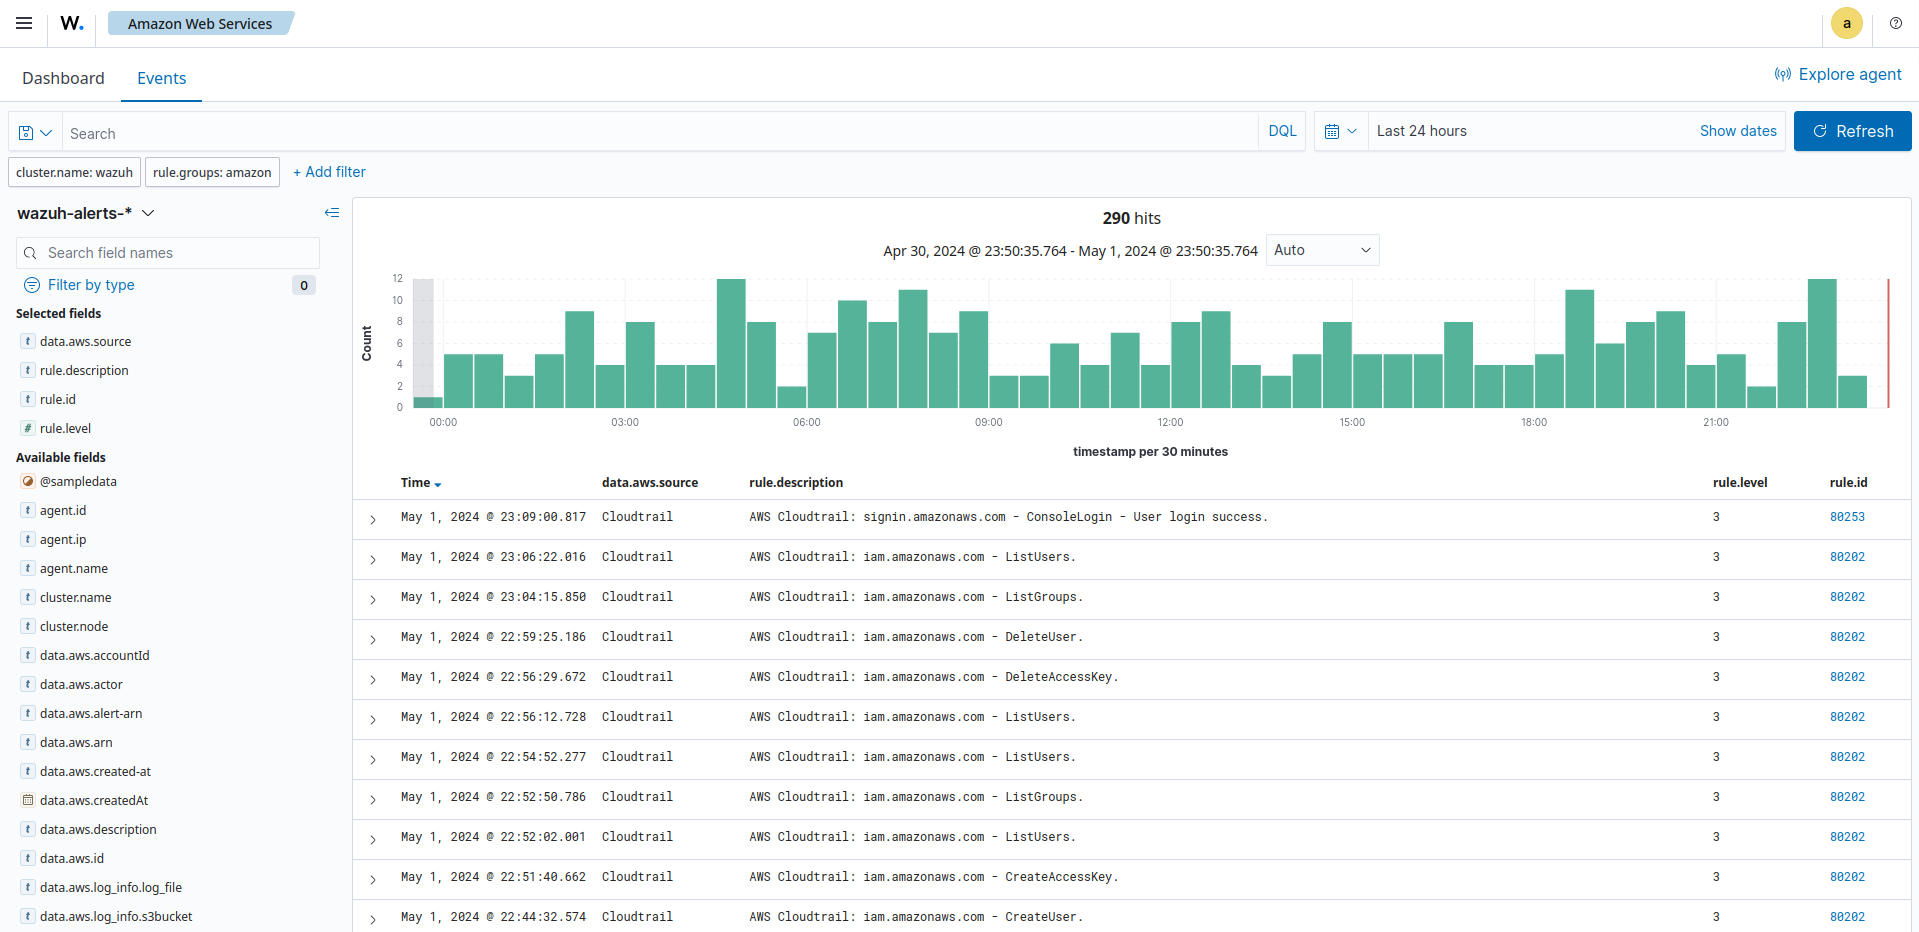 W. Amazon Web Services a
Dashboard Events Explore agent
Search DQL Last 24 hours Show dates Refresh
cluster.name: wazuh rule.groups: amazon + Add filter
wazuh-alerts-*
Search field names
Filter by type 0
Selected fields
t data.aws.source
t rule.description
t rule.id
# rule.level
Available fields
@sampledata
t agent.id
t agent.ip
t agent.name
t cluster.name
t cluster.node
t data.aws.accountId
t data.aws.actor
t data.aws.alert-arn
t data.aws.arn
t data.aws.created-at
data.aws.createdAt
t data.aws.description
t data.aws.id
t data.aws.log_info.log_file
t data.aws.log_info.s3bucket
290 hits
Apr 30, 2024 @ 23:50:35.764 - May 1, 2024 @ 23:50:35.764 Auto
Count
12
10
8
6
4
2
0
00:00 03:00 06:00 09:00 12:00 15:00 18:00 21:00
timestamp per 30 minutes
Time data.aws.source rule.description rule.level rule.id
May 1, 2024 @ 23:09:00.817 Cloudtrail AWS Cloudtrail: signin.amazonaws.com - ConsoleLogin - User login success. 3 80253
May 1, 2024 @ 23:06:22.016 Cloudtrail AWS Cloudtrail: iam.amazonaws.com - ListUsers. 3 80202
May 1, 2024 @ 23:04:15.850 Cloudtrail AWS Cloudtrail: iam.amazonaws.com - ListGroups. 3 80202
May 1, 2024 @ 22:59:25.186 Cloudtrail AWS Cloudtrail: iam.amazonaws.com - DeleteUser. 3 80202
May 1, 2024 @ 22:56:29.672 Cloudtrail AWS Cloudtrail: iam.amazonaws.com - DeleteAccessKey. 3 80202
May 1, 2024 @ 22:56:12.728 Cloudtrail AWS Cloudtrail: iam.amazonaws.com - ListUsers. 3 80202
May 1, 2024 @ 22:54:52.277 Cloudtrail AWS Cloudtrail: iam.amazonaws.com - ListUsers. 3 80202
May 1, 2024 @ 22:52:50.786 Cloudtrail AWS Cloudtrail: iam.amazonaws.com - ListGroups. 3 80202
May 1, 2024 @ 22:52:02.001 Cloudtrail AWS Cloudtrail: iam.amazonaws.com - ListUsers. 3 80202
May 1, 2024 @ 22:51:40.662 Cloudtrail AWS Cloudtrail: iam.amazonaws.com - CreateAccessKey. 3 80202
May 1, 2024 @ 22:44:32.574 Cloudtrail AWS Cloudtrail: iam.amazonaws.com - CreateUser. 3 80202